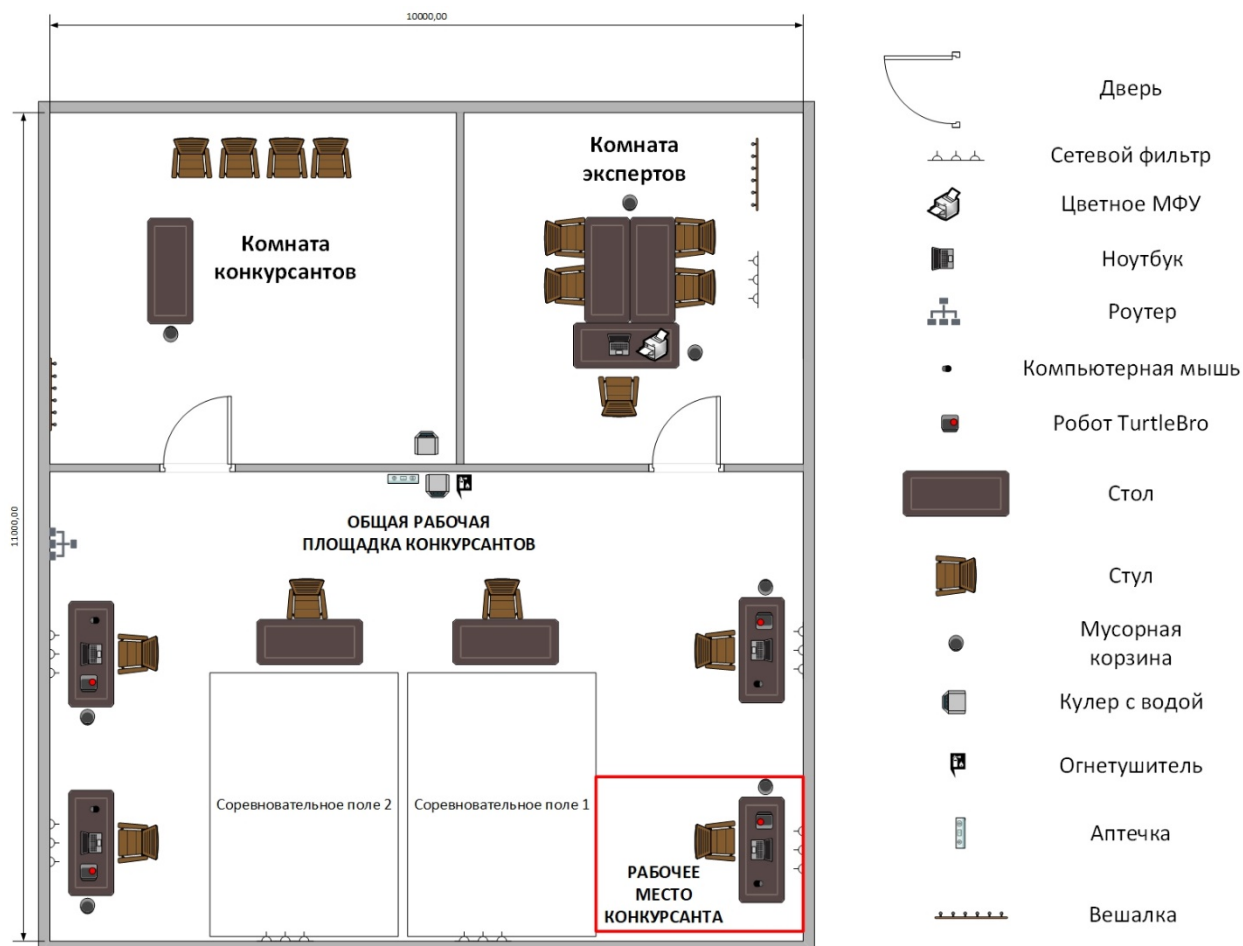 10000,00
11000,00
Комната
конкурсантов
Комната
экспертов
ОБЩАЯ РАБОЧАЯ
ПЛОЩАДКА КОНКУРСАНТОВ
Соревновательное поле 2
Соревновательное поле 1
РАБОЧЕЕ
МЕСТО
КОНКУРСАНТА
Дверь
Сетевой фильтр
Цветное МФУ
Ноутбук
Роутер
Компьютерная мышь
Робот TurtleBro
Стол
Стул
Мусорная
корзина
Кулер с водой
Огнетушитель
Аптечка
Вешалка